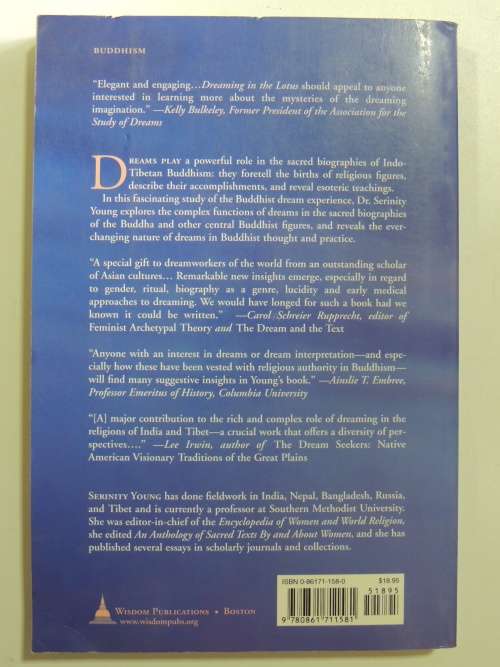 BUDDHISM
“Elegant and engaging…Dreaming in the Lotus should appeal to anyone
interested in learning more about the mysteries of the dreaming
imagination.” —Kelly Bulkeley, Former President of the Association for the
Study of Dreams
DREAMS PLAY a powerful role in the sacred biographies of Indo-
Tibetan Buddhism: they foretell the births of religious figures,
describe their accomplishments, and reveal esoteric teachings.
In this fascinating study of the Buddhist dream experience, Dr. Serinity
Young explores the complex functions of dreams in the sacred biographies
of the Buddha and other central Buddhist figures, and reveals the ever-
changing nature of dreams in Buddhist thought and practice.
“A special gift to dreamworkers of the world from an outstanding scholar
of Asian cultures… Remarkable new insights emerge, especially in regard
to gender, ritual, biography as a genre, lucidity and early medical
approaches to dreaming. We would have longed for such a book had we
known it could be written.” —Carol Schreier Rupprecht, editor of
Feminist Archetypal Theory and The Dream and the Text
“Anyone with an interest in dreams or dream interpretation—and espe-
cially how these have been vested with religious authority in Buddhism—
will find many suggestive insights in Young's book.” —Ainslie T. Embree,
Professor Emeritus of History, Columbia University
“[A] major contribution to the rich and complex role of dreaming in the
religions of India and Tibet—a crucial work that offers a diversity of per-
spectives….” —Lee Irwin, author of The Dream Seekers: Native
American Visionary Traditions of the Great Plains
SERINITY YOUNG has done fieldwork in India, Nepal, Bangladesh, Russia,
and Tibet and is currently a professor at Southern Methodist University.
She was editor-in-chief of the Encyclopedia of Women and World Religion,
she edited An Anthology of Sacred Texts By and About Women, and she has
published several essays in scholarly journals and collections.
ISBN 0-86171-158-0 $18.95
51895
9 780861 711581
WISDOM PUBLICATIONS • BOSTON
www.wisdompubs.org